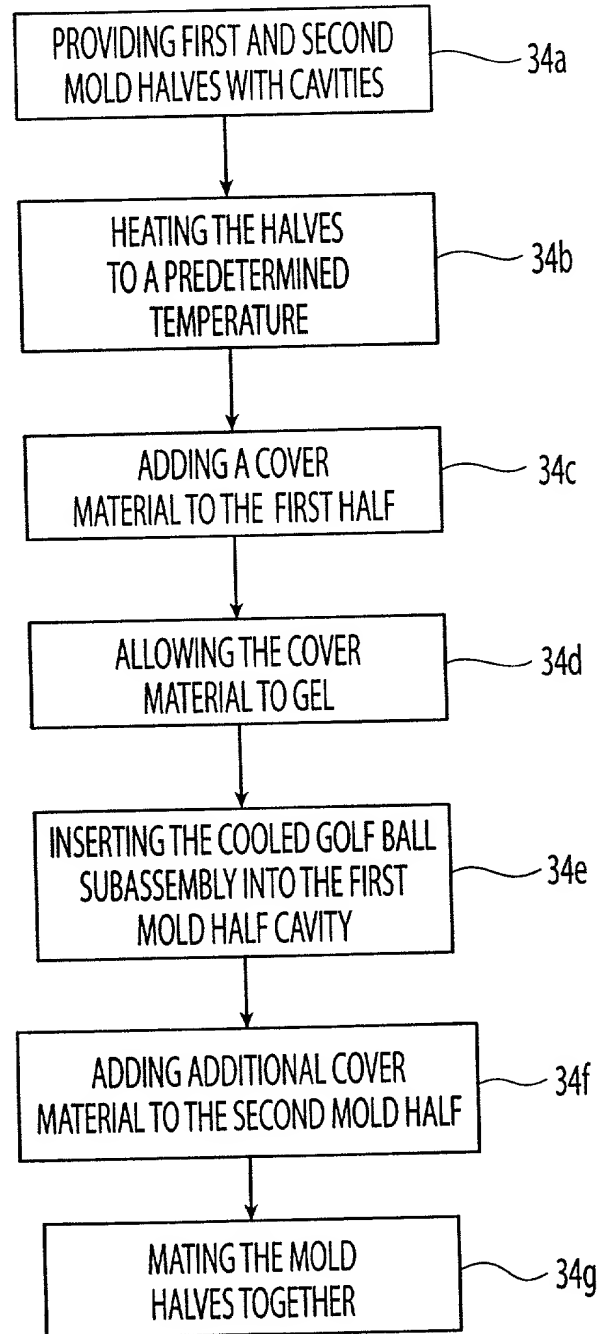 PROVIDING FIRST AND SECOND
MOLD HALVES WITH CAVITIES
34a
HEATING THE HALVES
TO A PREDETERMINED
TEMPERATURE
34b
ADDING A COVER
MATERIAL TO THE FIRST HALF
34c
ALLOWING THE COVER
MATERIAL TO GEL
34d
INSERTING THE COOLED GOLF BALL
SUBASSEMBLY INTO THE FIRST
MOLD HALF CAVITY
34e
ADDING ADDITIONAL COVER
MATERIAL TO THE SECOND MOLD HALF
34f
MATING THE MOLD
HALVES TOGETHER
34g